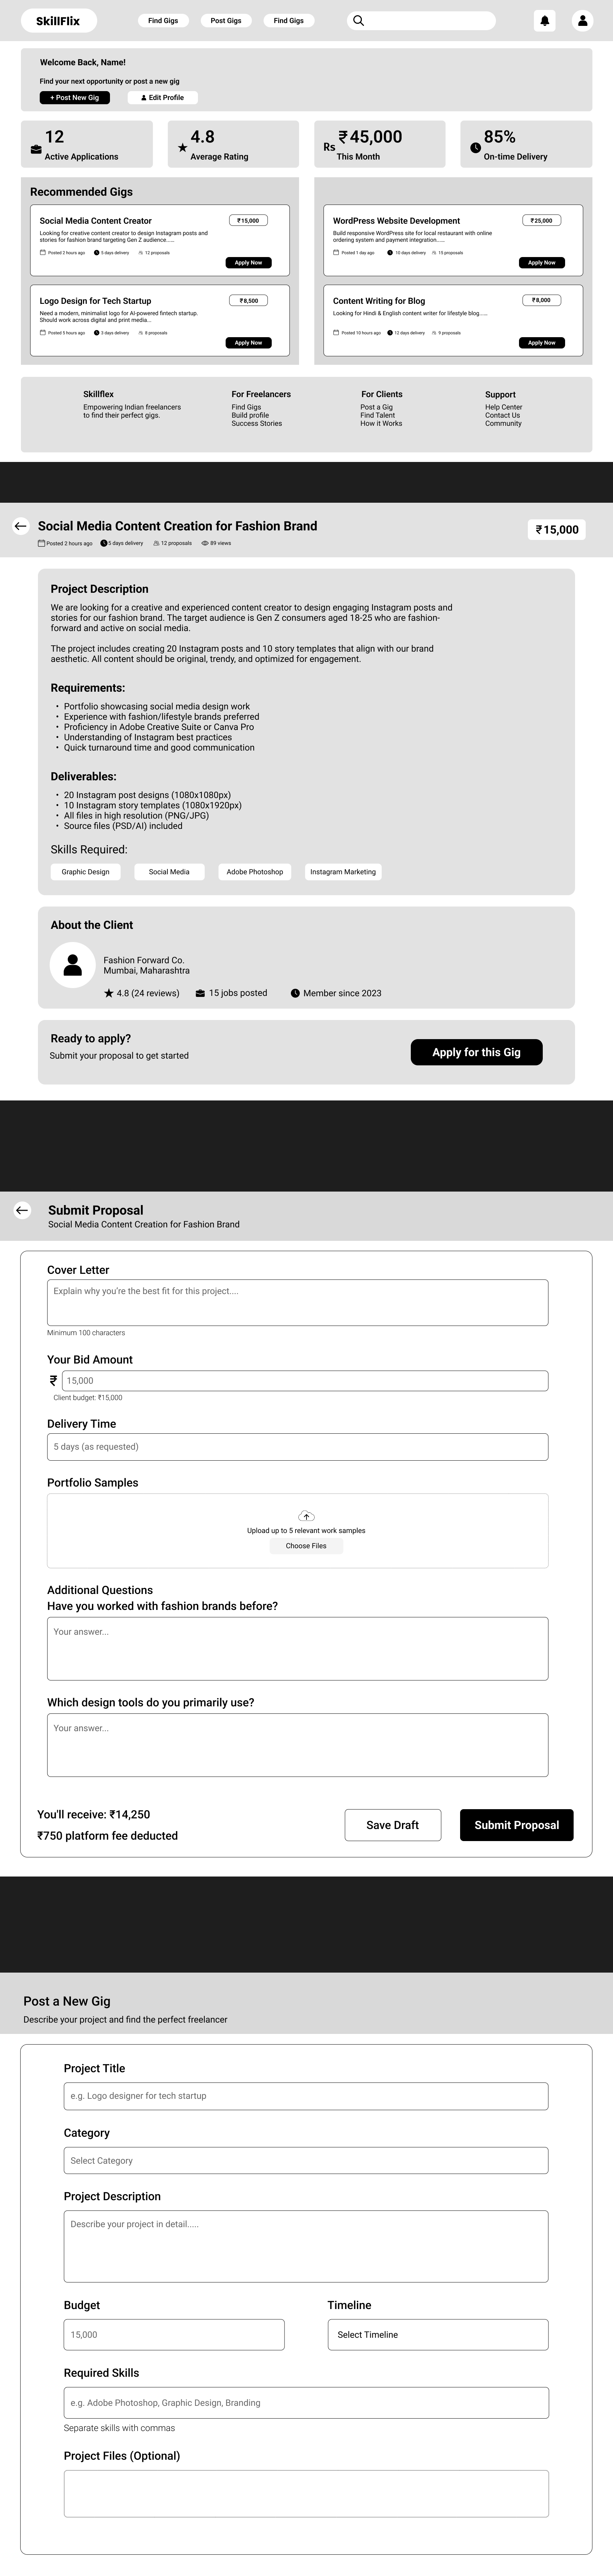 SkillFlix
Find Gigs
Post Gigs
Find Gigs
Welcome Back, Name!
Find your next opportunity or post a new gig
+ Post New Gig
Edit Profile
12
Active Applications
4.8
Average Rating
Rs ₹45,000
This Month
85%
On-time Delivery
Recommended Gigs
Social Media Content Creator
₹15,000
Looking for creative content creator to design Instagram posts and
stories for fashion brand targeting Gen Z audience.....
Posted 2 hours ago 5 days delivery 12 proposals
Apply Now
WordPress Website Development
₹25,000
Build responsive WordPress site for local restaurant with online
ordering system and payment integration.....
Posted 1 day ago 10 days delivery 15 proposals
Apply Now
Logo Design for Tech Startup
₹8,500
Need a modern, minimalist logo for AI-powered fintech startup.
Should work across digital and print media...
Posted 5 hours ago 3 days delivery 8 proposals
Apply Now
Content Writing for Blog
₹8,000
Looking for Hindi & English content writer for lifestyle blog.....
Posted 10 hours ago 12 days delivery 9 proposals
Apply Now
Skillflex
Empowering Indian freelancers
to find their perfect gigs.
For Freelancers
Find Gigs
Build profile
Success Stories
For Clients
Post a Gig
Find Talent
How it Works
Support
Help Center
Contact Us
Community
Social Media Content Creation for Fashion Brand
₹15,000
Posted 2 hours ago 5 days delivery 12 proposals 89 views
Project Description
We are looking for a creative and experienced content creator to design engaging Instagram posts and
stories for our fashion brand. The target audience is Gen Z consumers aged 18-25 who are fashion-
forward and active on social media.
The project includes creating 20 Instagram posts and 10 story templates that align with our brand
aesthetic. All content should be original, trendy, and optimized for engagement.
Requirements:
• Portfolio showcasing social media design work
• Experience with fashion/lifestyle brands preferred
• Proficiency in Adobe Creative Suite or Canva Pro
• Understanding of Instagram best practices
• Quick turnaround time and good communication
Deliverables:
• 20 Instagram post designs (1080x1080px)
• 10 Instagram story templates (1080x1920px)
• All files in high resolution (PNG/JPG)
• Source files (PSD/AI) included
Skills Required:
Graphic Design
Social Media
Adobe Photoshop
Instagram Marketing
About the Client
Fashion Forward Co.
Mumbai, Maharashtra
4.8 (24 reviews) 15 jobs posted Member since 2023
Ready to apply?
Submit your proposal to get started
Apply for this Gig
Submit Proposal
Social Media Content Creation for Fashion Brand
Cover Letter
Explain why you're the best fit for this project....
Minimum 100 characters
Your Bid Amount
₹ 15,000
Client budget: ₹15,000
Delivery Time
5 days (as requested)
Portfolio Samples
Upload up to 5 relevant work samples
Choose Files
Additional Questions
Have you worked with fashion brands before?
Your answer...
Which design tools do you primarily use?
Your answer...
You'll receive: ₹14,250
₹750 platform fee deducted
Save Draft
Submit Proposal
Post a New Gig
Describe your project and find the perfect freelancer
Project Title
e.g. Logo designer for tech startup
Category
Select Category
Project Description
Describe your project in detail.....
Budget
15,000
Timeline
Select Timeline
Required Skills
e.g. Adobe Photoshop, Graphic Design, Branding
Separate skills with commas
Project Files (Optional)